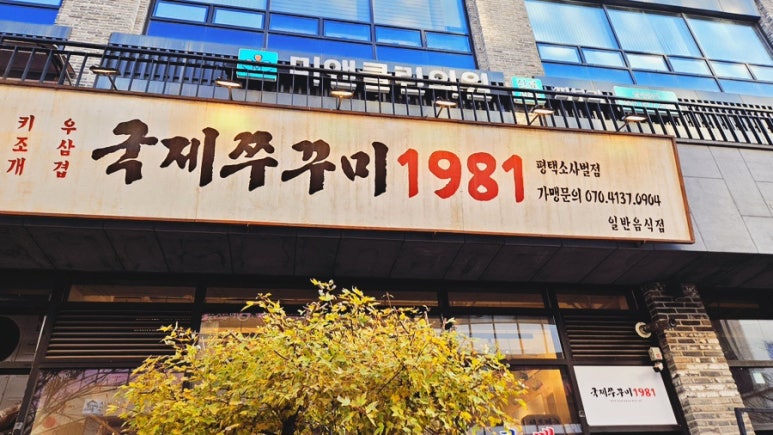 우삼겹
키조개
국제쭈꾸미1981
평택소사벌점
가맹문의 070.4137.0904
일반음식점
국제쭈꾸미1981